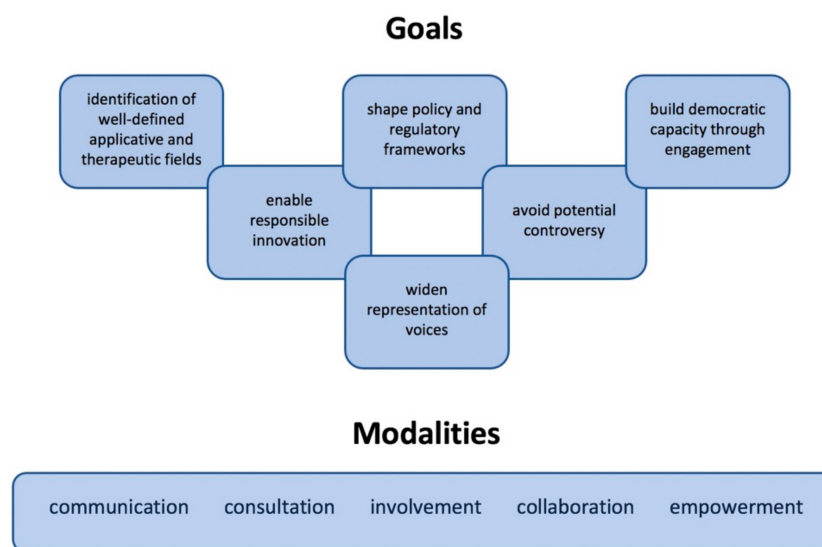 Goals
identification of
well-defined
applicative and
therapeutic fields
shape policy and
regulatory
frameworks
build democratic
capacity through
engagement
enable
responsible
innovation
avoid potential
controversy
widen
representation of
voices
Modalities
communication consultation involvement collaboration empowerment